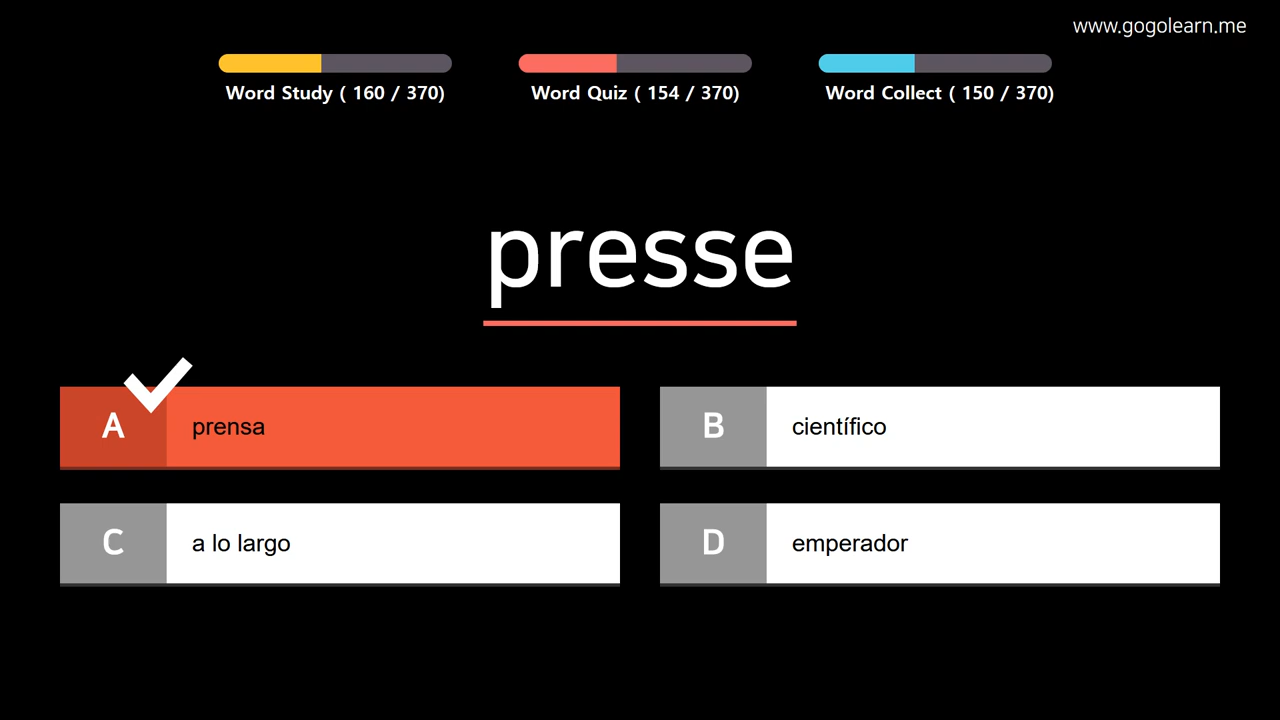 www.gogolearn.me
Word Study ( 160 / 370)
Word Quiz ( 154 / 370)
Word Collect ( 150 / 370)
presse
A prensa
B científico
C a lo largo
D emperador